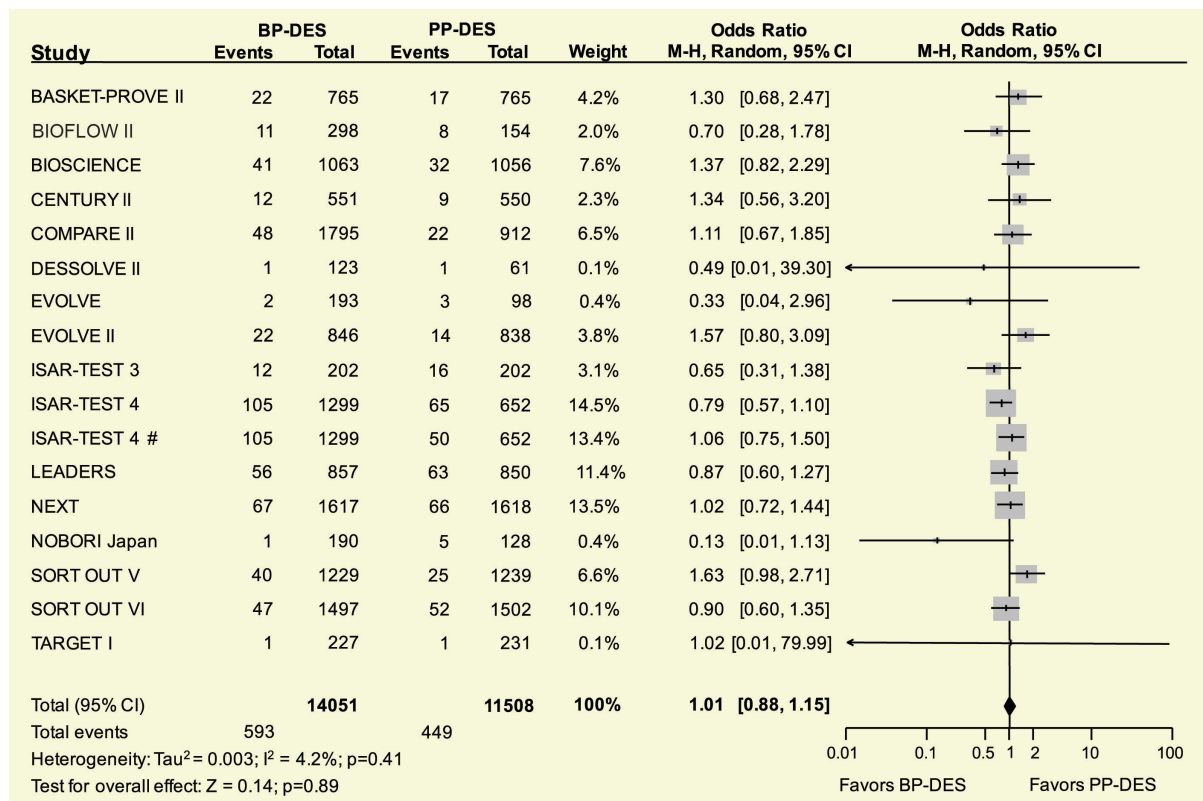 BP-DES PP-DES Odds Ratio Odds Ratio
Study Events Total Events Total Weight M-H, Random, 95% CI M-H, Random, 95% CI
BASKET-PROVE II 22 765 17 765 4.2% 1.30 [0.68, 2.47]
BIOFLOW II 11 298 8 154 2.0% 0.70 [0.28, 1.78]
BIOSCIENCE 41 1063 32 1056 7.6% 1.37 [0.82, 2.29]
CENTURY II 12 551 9 550 2.3% 1.34 [0.56, 3.20]
COMPARE II 48 1795 22 912 6.5% 1.11 [0.67, 1.85]
DESSOLVE II 1 123 1 61 0.1% 0.49 [0.01, 39.30]
EVOLVE 2 193 3 98 0.4% 0.33 [0.04, 2.96]
EVOLVE II 22 846 14 838 3.8% 1.57 [0.80, 3.09]
ISAR-TEST 3 12 202 16 202 3.1% 0.65 [0.31, 1.38]
ISAR-TEST 4 105 1299 65 652 14.5% 0.79 [0.57, 1.10]
ISAR-TEST 4 # 105 1299 50 652 13.4% 1.06 [0.75, 1.50]
LEADERS 56 857 63 850 11.4% 0.87 [0.60, 1.27]
NEXT 67 1617 66 1618 13.5% 1.02 [0.72, 1.44]
NOBORI Japan 1 190 5 128 0.4% 0.13 [0.01, 1.13]
SORT OUT V 40 1229 25 1239 6.6% 1.63 [0.98, 2.71]
SORT OUT VI 47 1497 52 1502 10.1% 0.90 [0.60, 1.35]
TARGET I 1 227 1 231 0.1% 1.02 [0.01, 79.99]
Total (95% CI) 14051 11508 100% 1.01 [0.88, 1.15]
Total events 593 449
Heterogeneity: Tau² = 0.003; I² = 4.2%; p=0.41
Test for overall effect: Z = 0.14; p=0.89
0.01 0.1 0.5 1 2 10 100
Favors BP-DES Favors PP-DES